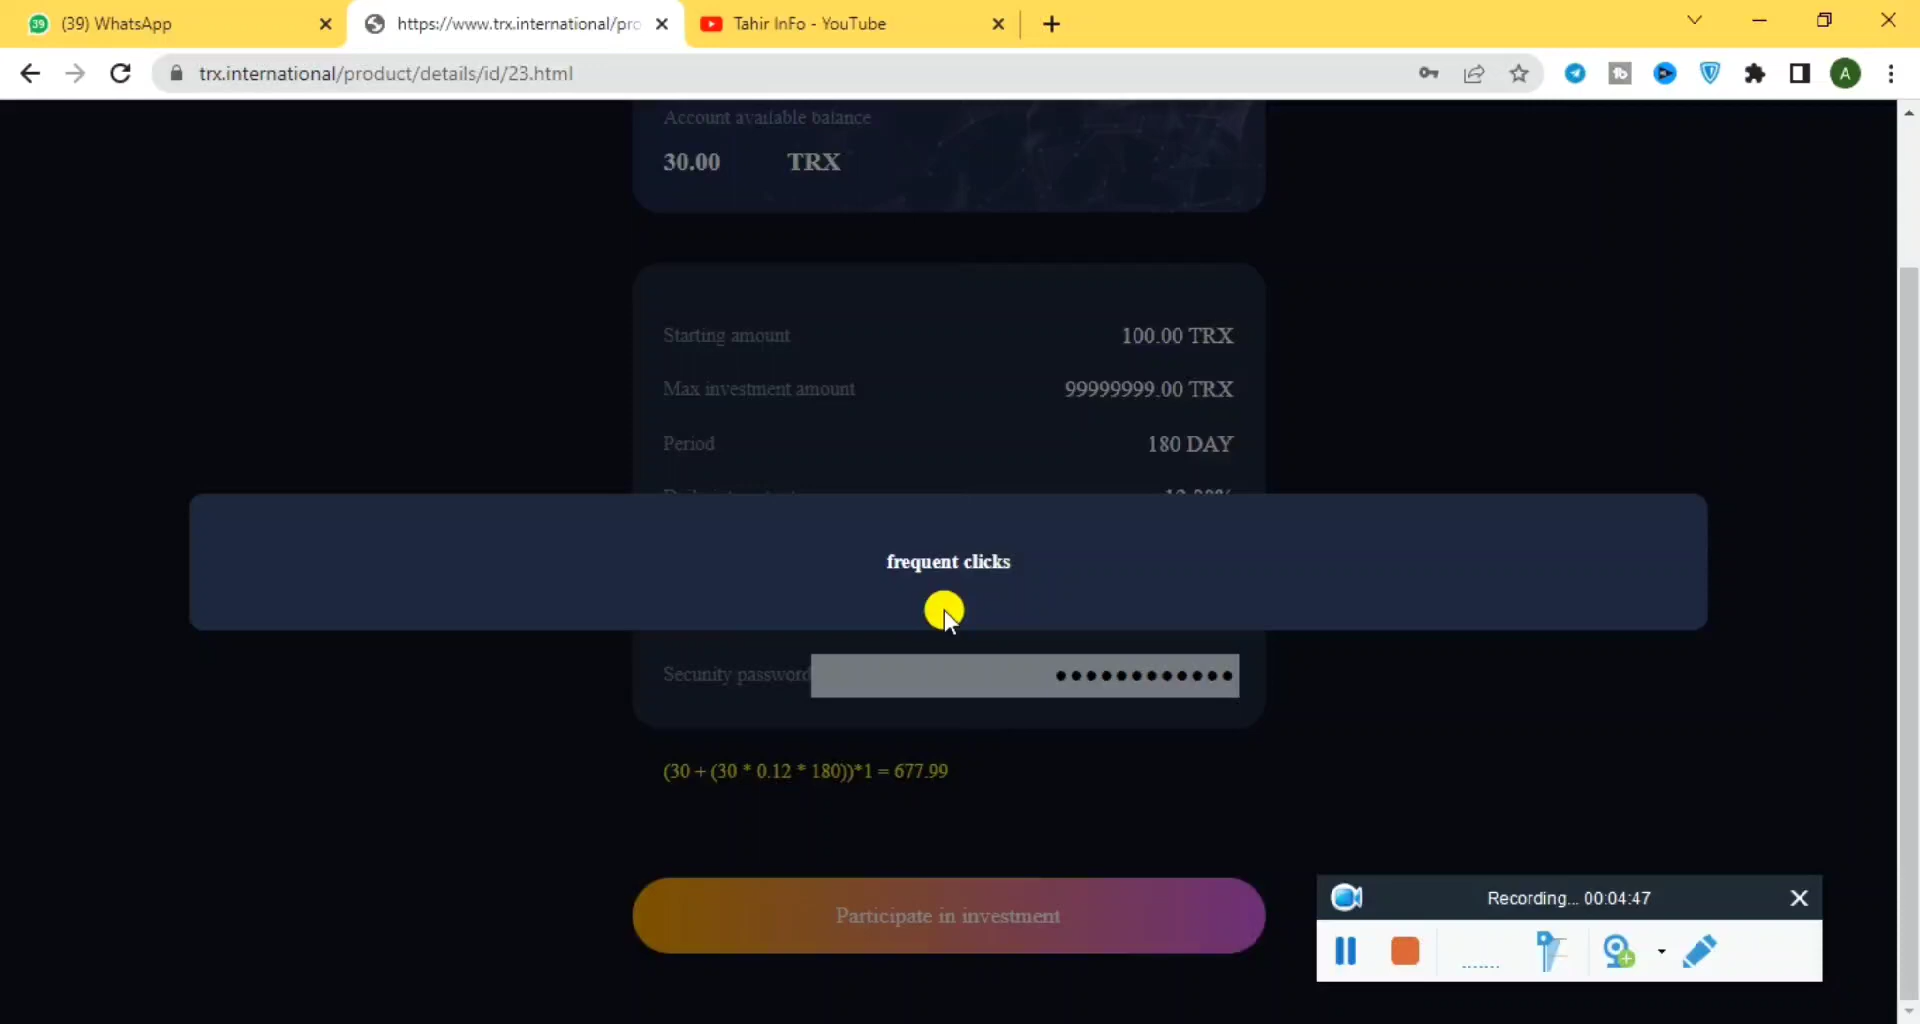 (39) WhatsApp
https://www.trx.international/pro
Tahir InFo - YouTube
trx.international/product/details/id/23.html
A
Account available balance
30.00 TRX
Starting amount 100.00 TRX
Max investment amount 99999999.00 TRX
Period 180 DAY
frequent clicks
Security password
(30 + (30 * 0.12 * 180))*1 = 677.99
Participate in investment
Recording... 00:04:47